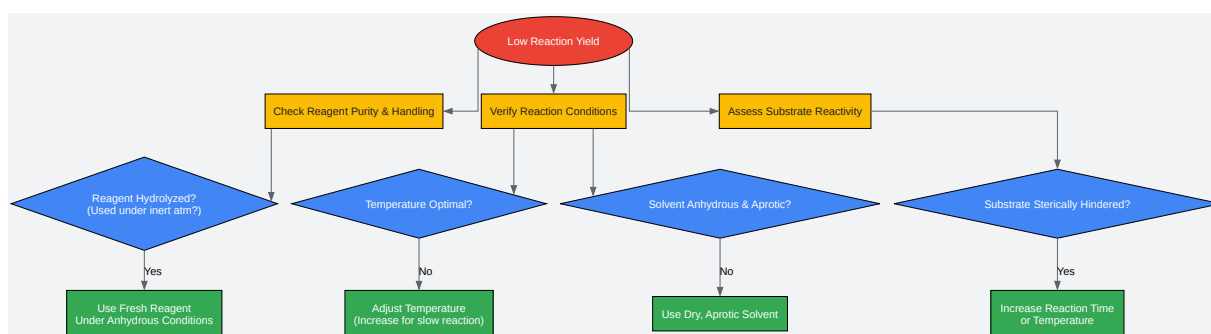 Low Reaction Yield
Check Reagent Purity & Handling
Verify Reaction Conditions
Assess Substrate Reactivity
Reagent Hydrolyzed?
(Used under inert atm?)
Temperature Optimal?
Solvent Anhydrous & Aprotic?
Substrate Sterically Hindered?
Yes
No
No
Yes
Use Fresh Reagent
Under Anhydrous Conditions
Adjust Temperature
(Increase for slow reaction)
Use Dry, Aprotic Solvent
Increase Reaction Time
or Temperature